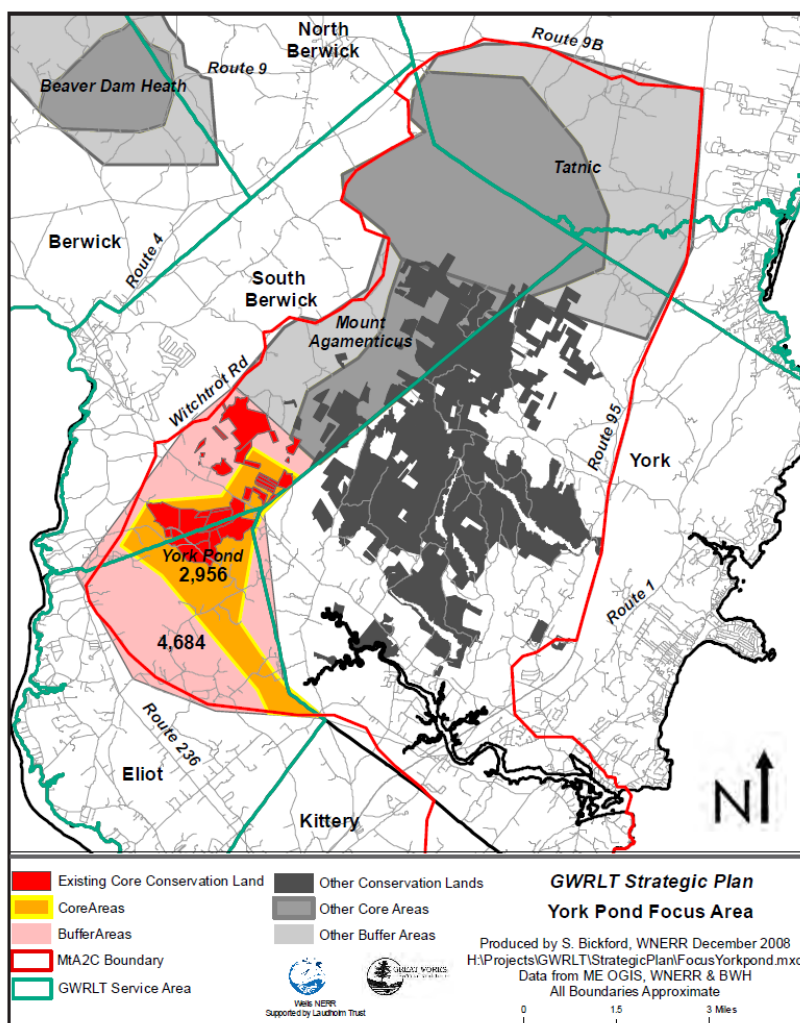 North
Berwick
Route 9B
Route 9
Beaver Dam Heath
Tatnic
Berwick
Route 4
South
Berwick
Mount
Agamenticus
Witchtrot Rd
Route 95
York
York Pond
2,956
Route 1
4,684
Route 236
Eliot
Kittery
N
Existing Core Conservation Land
CoreAreas
BufferAreas
MtA2C Boundary
GWRLT Service Area
Other Conservation Lands
Other Core Areas
Other Buffer Areas
Wells NERR
Supported by Laudholm Trust
GREAT WORKS
GWRLT Strategic Plan
York Pond Focus Area
Produced by S. Bickford, WNERR December 2008
H:\Projects\GWRLT\StrategicPlan\FocusYorkpond.mxd
Data from ME OGIS, WNERR & BWH
All Boundaries Approximate
0 1.5 3 Miles